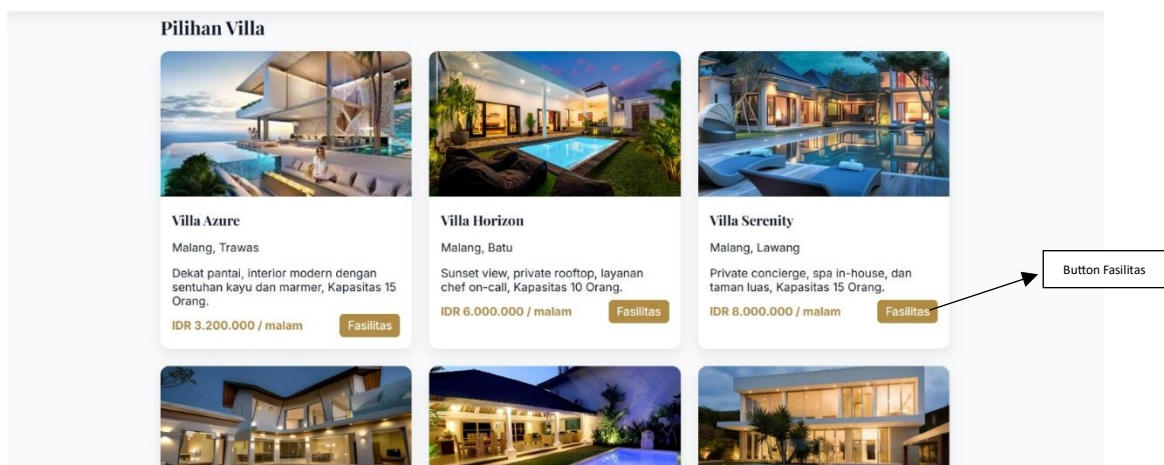 Pilihan Villa
Villa Azure
Malang, Trawas
Dekat pantai, interior modern dengan
sentuhan kayu dan marmer, Kapasitas 15
Orang.
IDR 3.200.000 / malam
Fasilitas
Villa Horizon
Malang, Batu
Sunset view, private rooftop, layanan
chef on-call, Kapasitas 10 Orang.
IDR 6.000.000 / malam
Fasilitas
Villa Serenity
Malang, Lawang
Private concierge, spa in-house, dan
taman luas, Kapasitas 15 Orang.
IDR 8.000.000 / malam
Fasilitas
Button Fasilitas